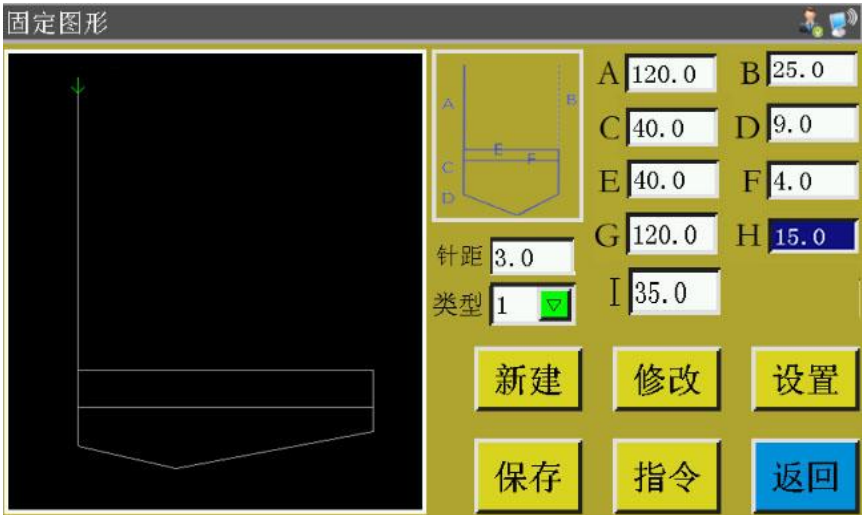 固定图形
A 120.0 B 25.0
A B
C 40.0 D 9.0
E F
C
D
E 40.0 F 4.0
G 120.0 H 15.0
针距 3.0
类型 1
I 35.0
新建 修改 设置
保存 指令 返回